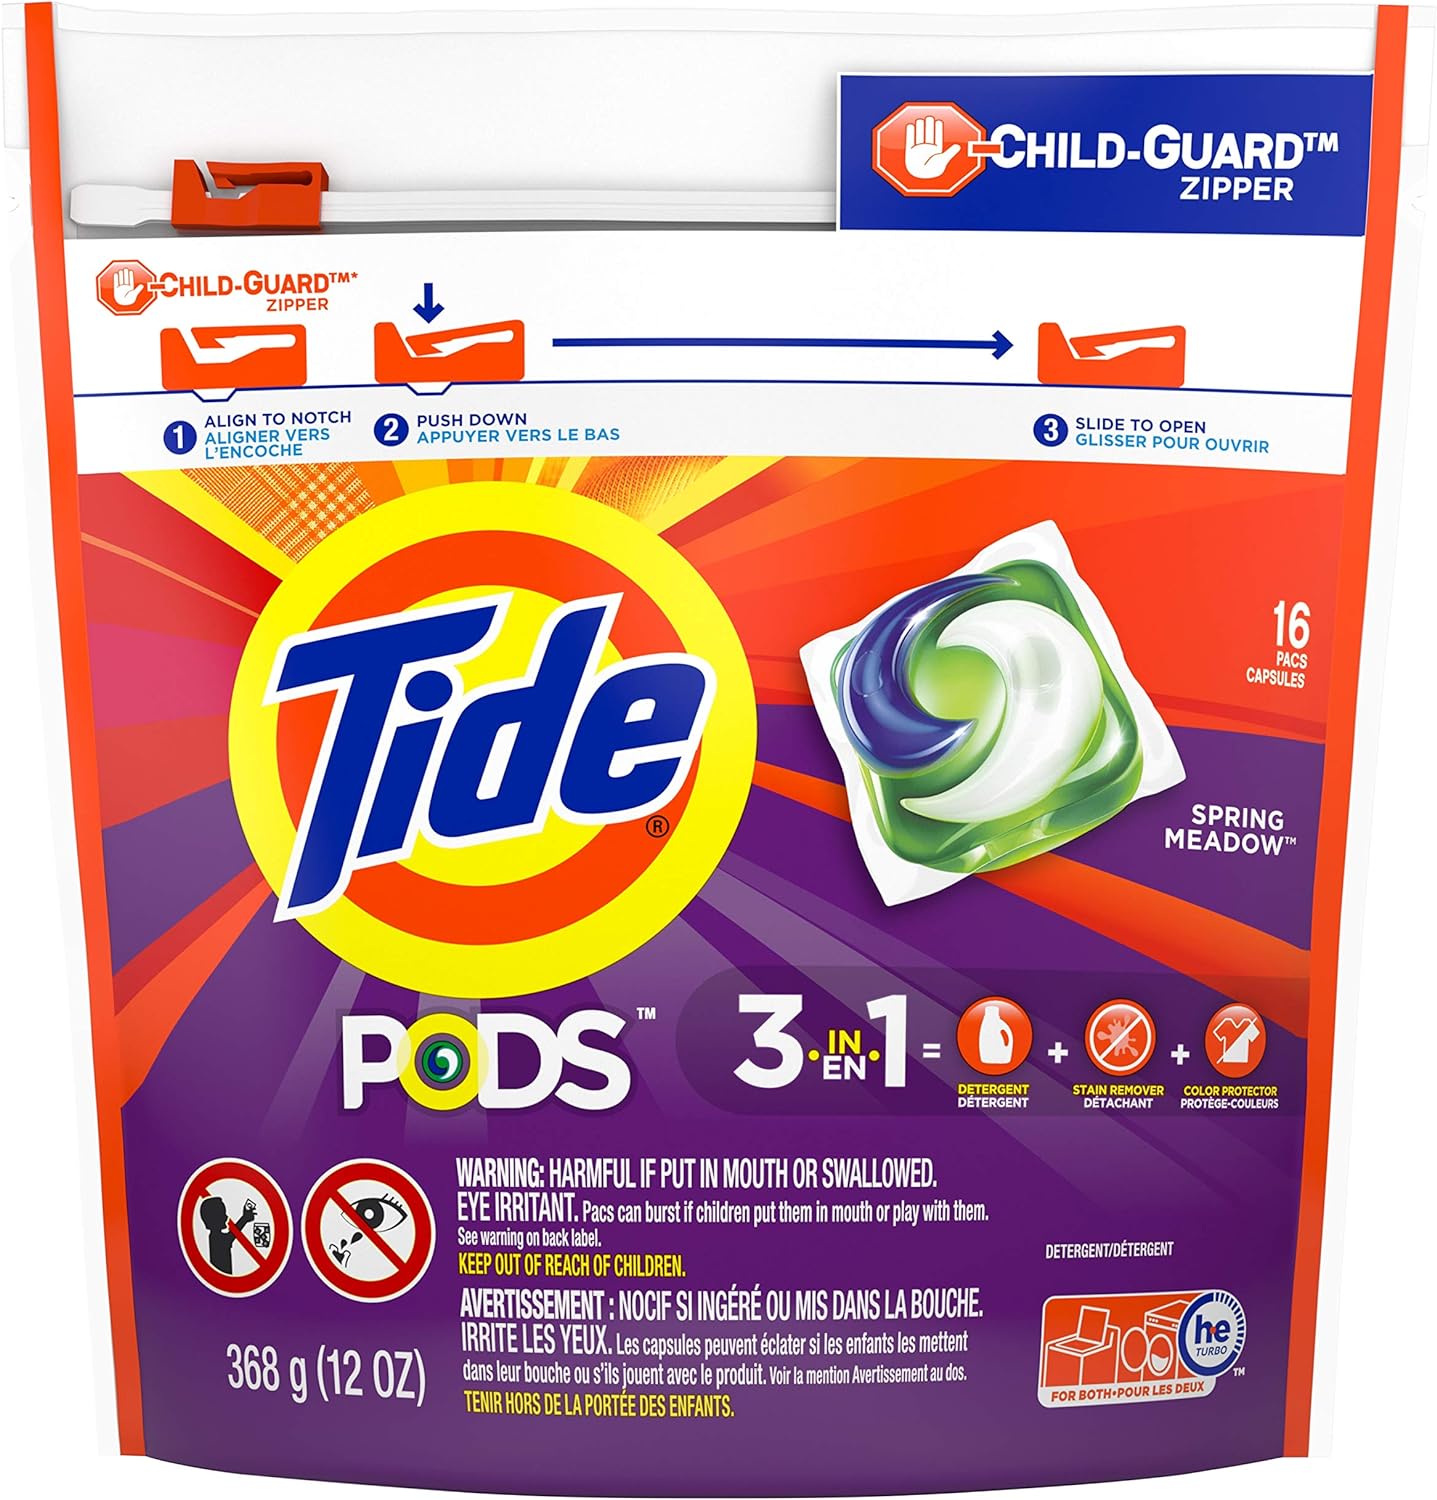 CHILD-GUARD™
ZIPPER
CHILD-GUARD™*
ZIPPER
1 ALIGN TO NOTCH
ALIGNER VERS
L'ENCOCHE
2 PUSH DOWN
APPUYER VERS LE BAS
3 SLIDE TO OPEN
GLISSER POUR OUVRIR
Tide®
16
PACS
CAPSULES
SPRING
MEADOW™
PODS™
3·IN·1 =
EN
DETERGENT
DÉTERGENT
+
STAIN REMOVER
DÉTACHANT
+
COLOR PROTECTOR
PROTÈGE-COULEURS
WARNING: HARMFUL IF PUT IN MOUTH OR SWALLOWED.
EYE IRRITANT. Pacs can burst if children put them in mouth or play with them.
See warning on back label.
KEEP OUT OF REACH OF CHILDREN.
AVERTISSEMENT : NOCIF SI INGÉRÉ OU MIS DANS LA BOUCHE.
IRRITE LES YEUX. Les capsules peuvent éclater si les enfants les mettent
dans leur bouche ou s'ils jouent avec le produit. Voir la mention Avertissement au dos.
TENIR HORS DE LA PORTÉE DES ENFANTS.
368 g (12 OZ)
DETERGENT/DÉTERGENT
he
TURBO
™
FOR BOTH•POUR LES DEUX